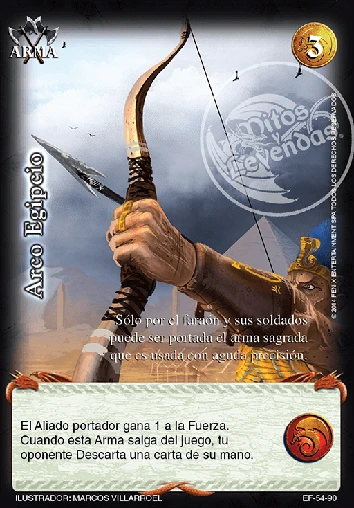 ARMA
3
Mitos y
Leyendas
Arco Egipcio
Sólo por el faraón y sus soldados
puede ser portada el arma sagrada
que es usada con aguda precisión.
El Aliado portador gana 1 a la Fuerza.
Cuando esta Arma salga del juego, tu
oponente Descarta una carta de su mano.
ILUSTRADOR: MARCOS VILLARROEL
EF-54-90